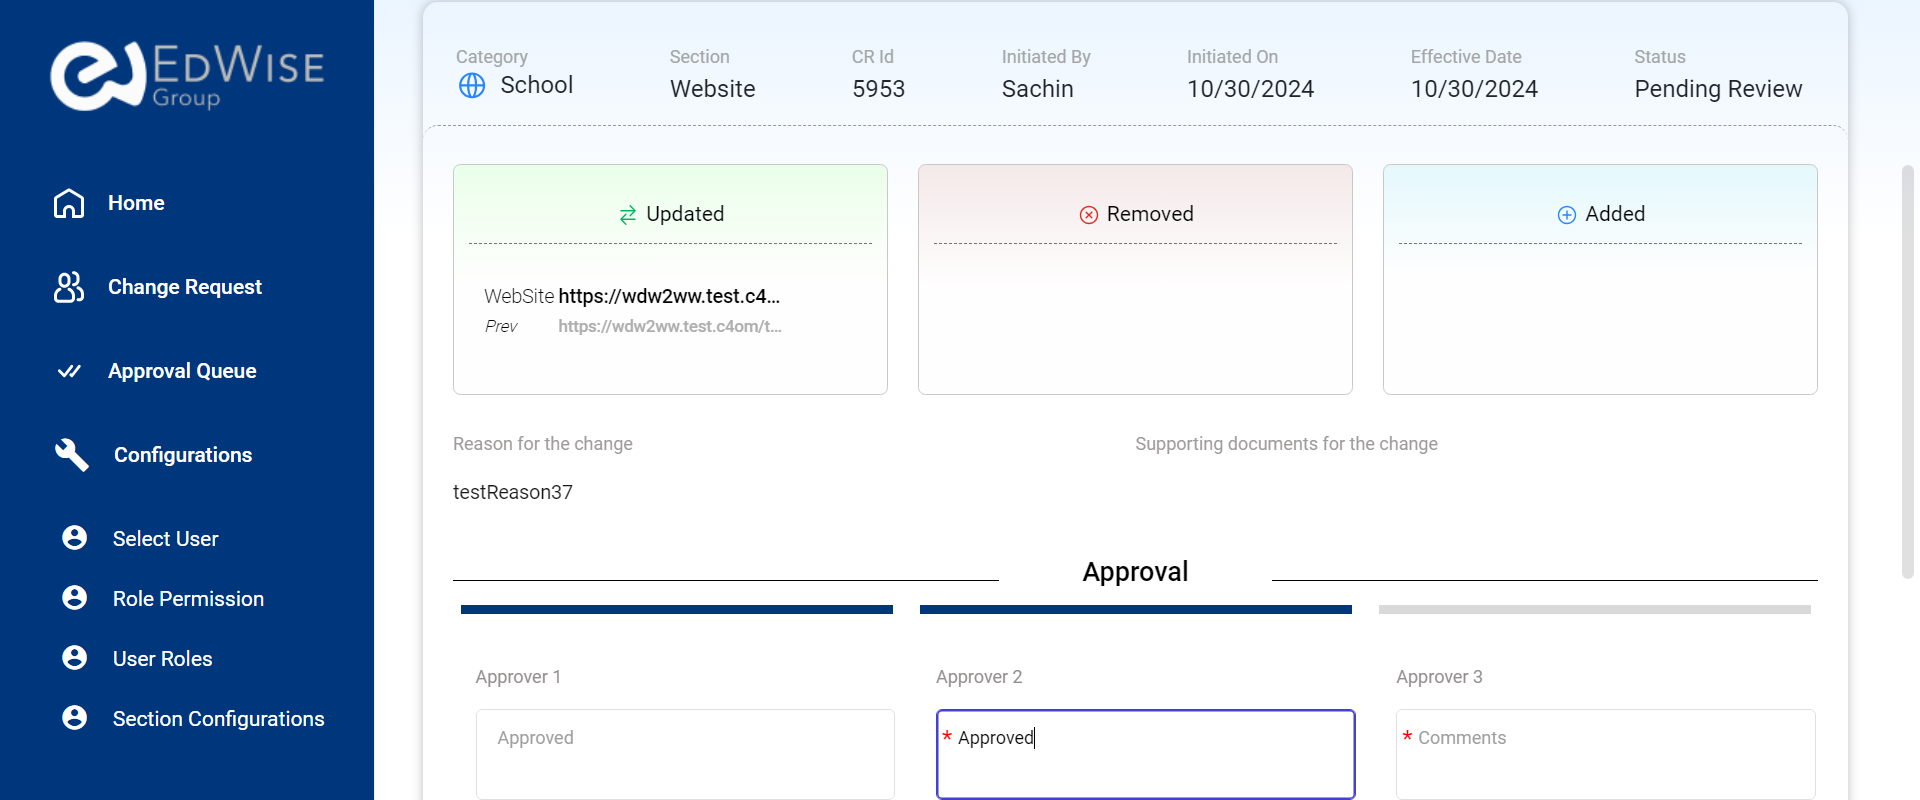 EDWISE
Group
Home
Change Request
Approval Queue
Configurations
Select User
Role Permission
User Roles
Section Configurations
Category
School
Section
Website
CR Id
5953
Initiated By
Sachin
Initiated On
10/30/2024
Effective Date
10/30/2024
Status
Pending Review
Updated
WebSite https://wdw2ww.test.c4...
Prev https://wdw2ww.test.c4om/t...
Removed
Added
Reason for the change
testReason37
Supporting documents for the change
Approval
Approver 1
Approved
Approver 2
* Approved
Approver 3
* Comments